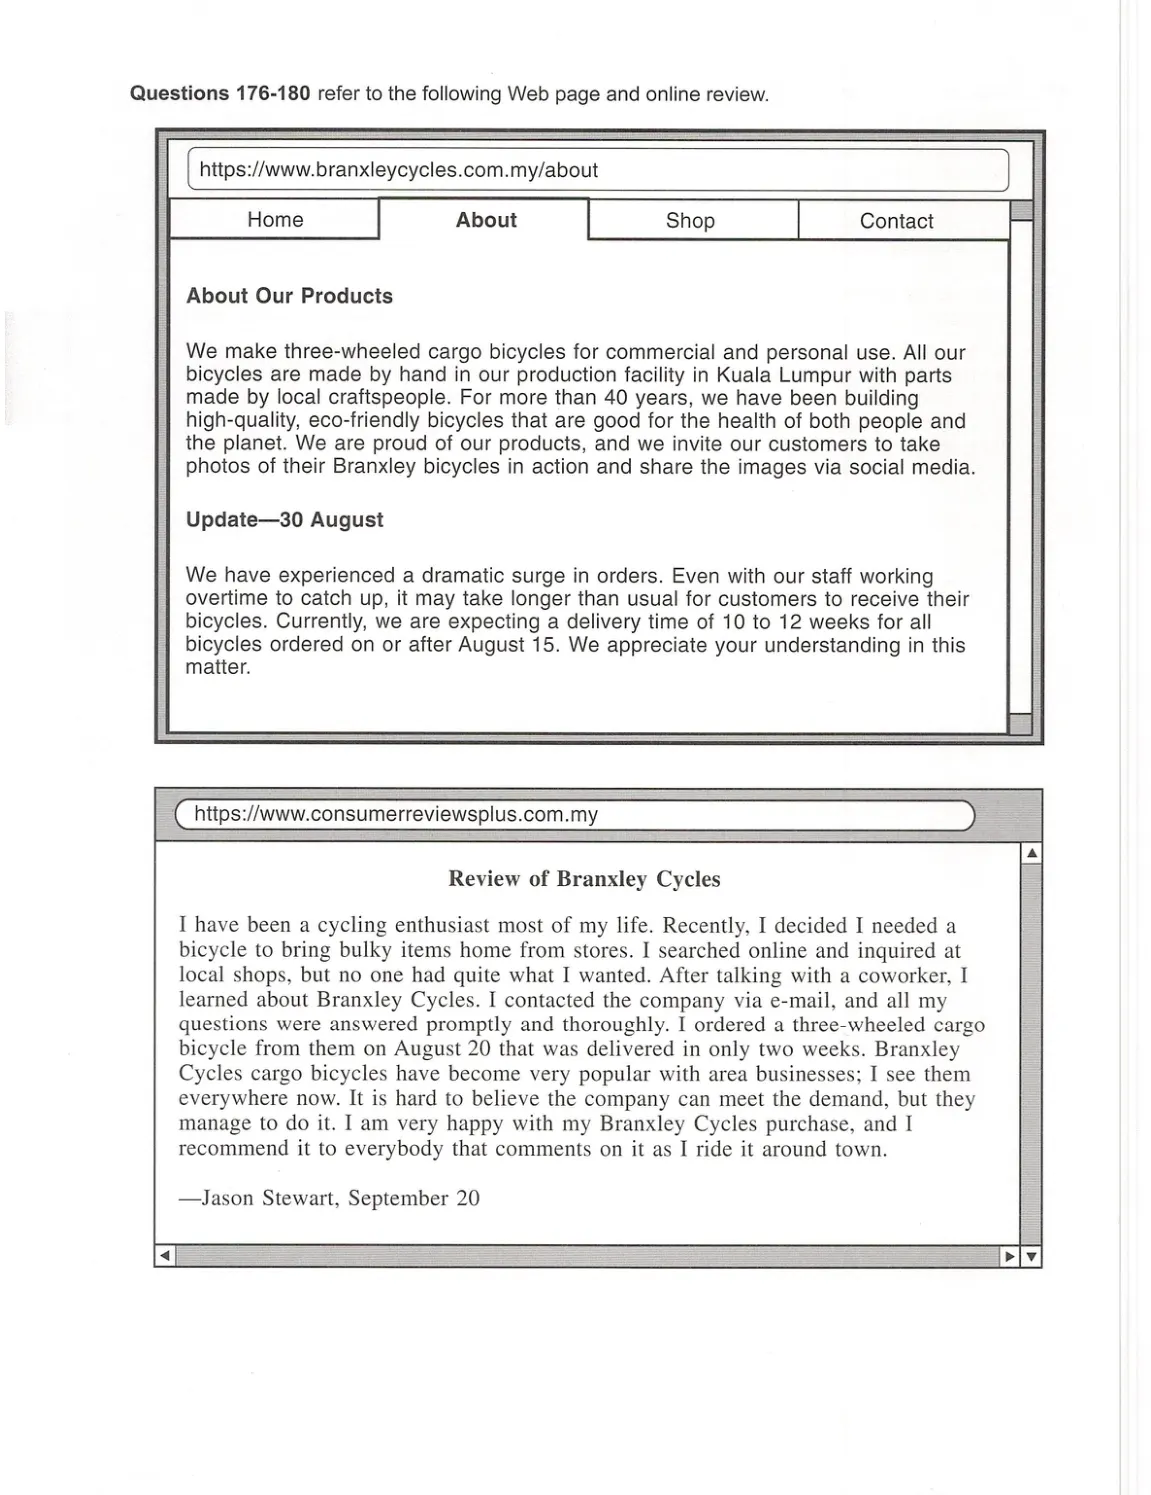 Questions 176-180 refer to the following Web page and online review.
https://www.branxleycycles.com.my/about
Home About Shop Contact
About Our Products
We make three-wheeled cargo bicycles for commercial and personal use. All our
bicycles are made by hand in our production facility in Kuala Lumpur with parts
made by local craftspeople. For more than 40 years, we have been building
high-quality, eco-friendly bicycles that are good for the health of both people and
the planet. We are proud of our products, and we invite our customers to take
photos of their Branxley bicycles in action and share the images via social media.
Update—30 August
We have experienced a dramatic surge in orders. Even with our staff working
overtime to catch up, it may take longer than usual for customers to receive their
bicycles. Currently, we are expecting a delivery time of 10 to 12 weeks for all
bicycles ordered on or after August 15. We appreciate your understanding in this
matter.
https://www.consumerreviewsplus.com.my
Review of Branxley Cycles
I have been a cycling enthusiast most of my life. Recently, I decided I needed a
bicycle to bring bulky items home from stores. I searched online and inquired at
local shops, but no one had quite what I wanted. After talking with a coworker, I
learned about Branxley Cycles. I contacted the company via e-mail, and all my
questions were answered promptly and thoroughly. I ordered a three-wheeled cargo
bicycle from them on August 20 that was delivered in only two weeks. Branxley
Cycles cargo bicycles have become very popular with area businesses; I see them
everywhere now. It is hard to believe the company can meet the demand, but they
manage to do it. I am very happy with my Branxley Cycles purchase, and I
recommend it to everybody that comments on it as I ride it around town.
—Jason Stewart, September 20